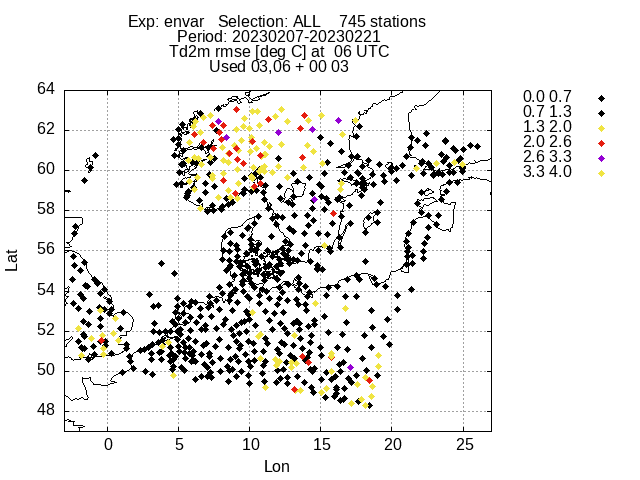 Exp: envar   Selection: ALL    745 stations
Period: 20230207-20230221
Td2m rmse [deg C] at  06 UTC
Used 03,06 + 00 03
0.0 0.7
0.7 1.3
1.3 2.0
2.0 2.6
2.6 3.3
3.3 4.0
64
62
60
58
56
54
52
50
48
Lat
0 5 10 15 20 25
Lon